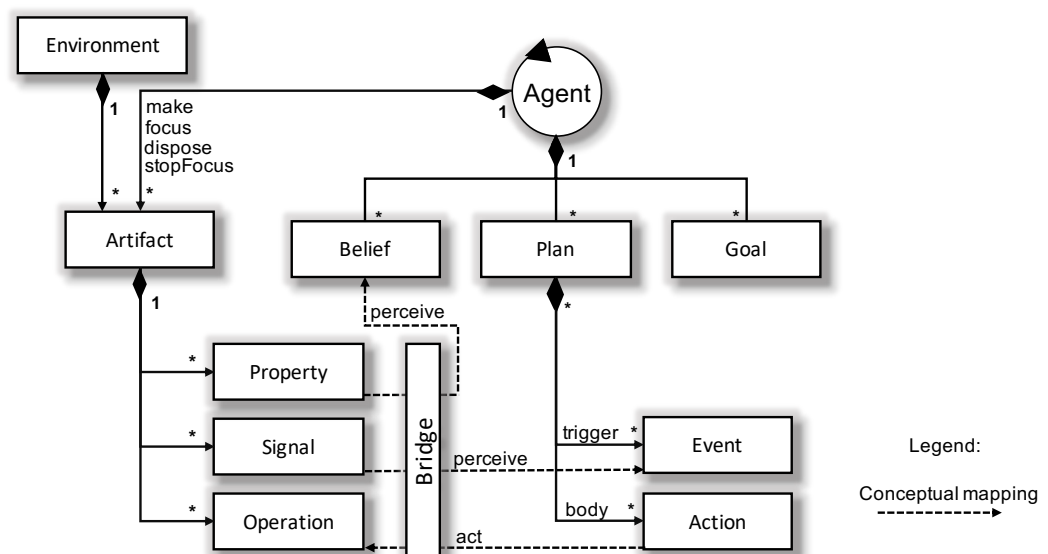 Environment
Agent
1
1
make
focus
dispose
stopFocus
1
*
*
*
*
*
Artifact
Belief
Plan
Goal
1
*
perceive
*
Property
Bridge
*
Signal
perceive
trigger
*
Event
Legend:
Conceptual mapping
*
Operation
act
body
*
Action